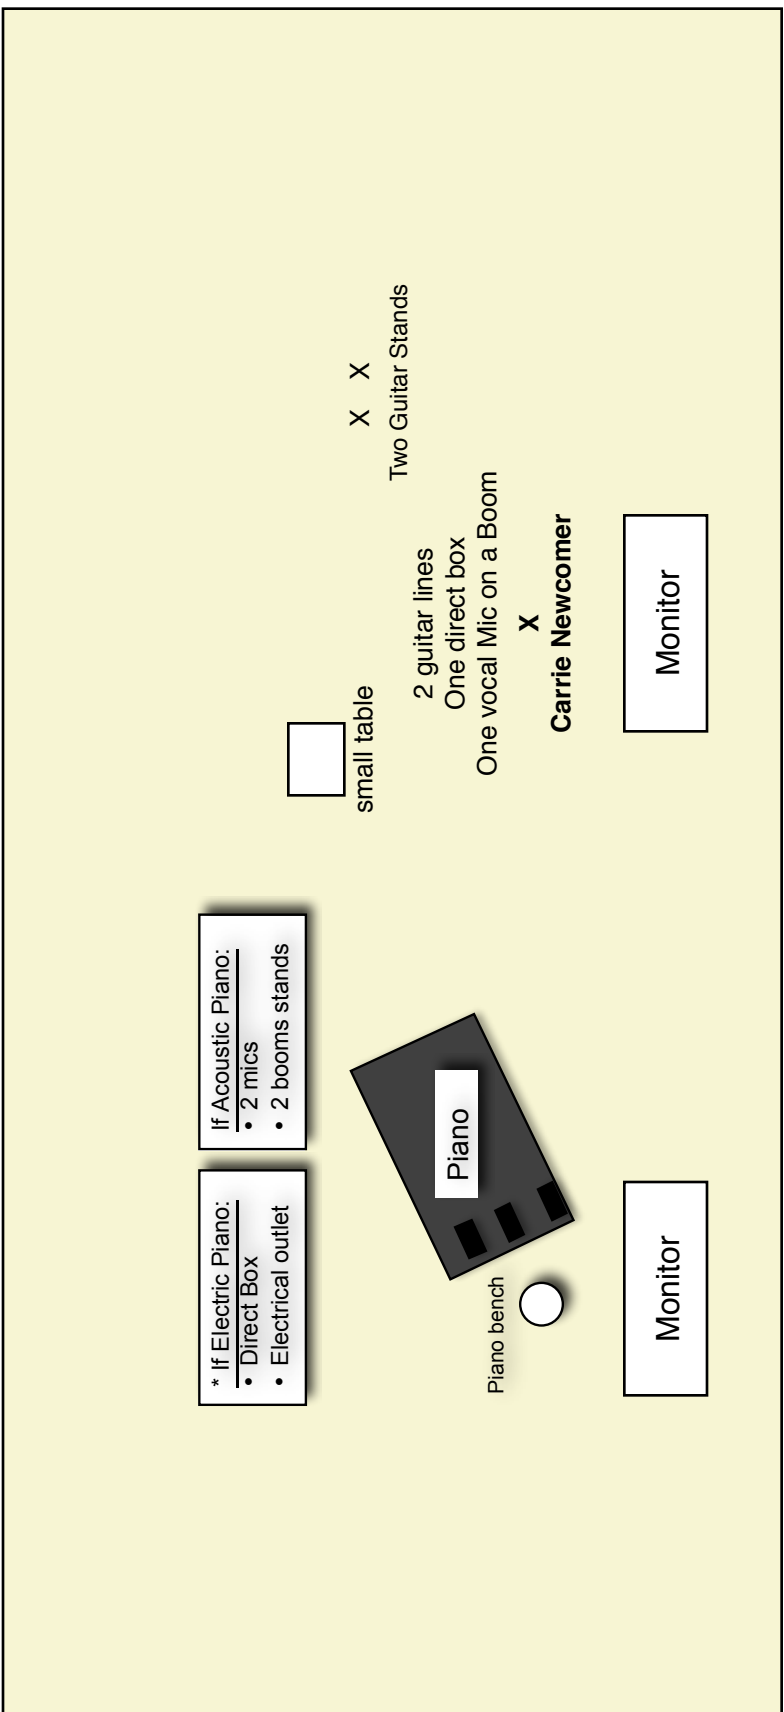 * If Electric Piano:
• Direct Box
• Electrical outlet
If Acoustic Piano:
• 2 mics
• 2 booms stands
small table
X X
Two Guitar Stands
2 guitar lines
One direct box
One vocal Mic on a Boom
X
Carrie Newcomer
Piano
Piano bench
Monitor
Monitor